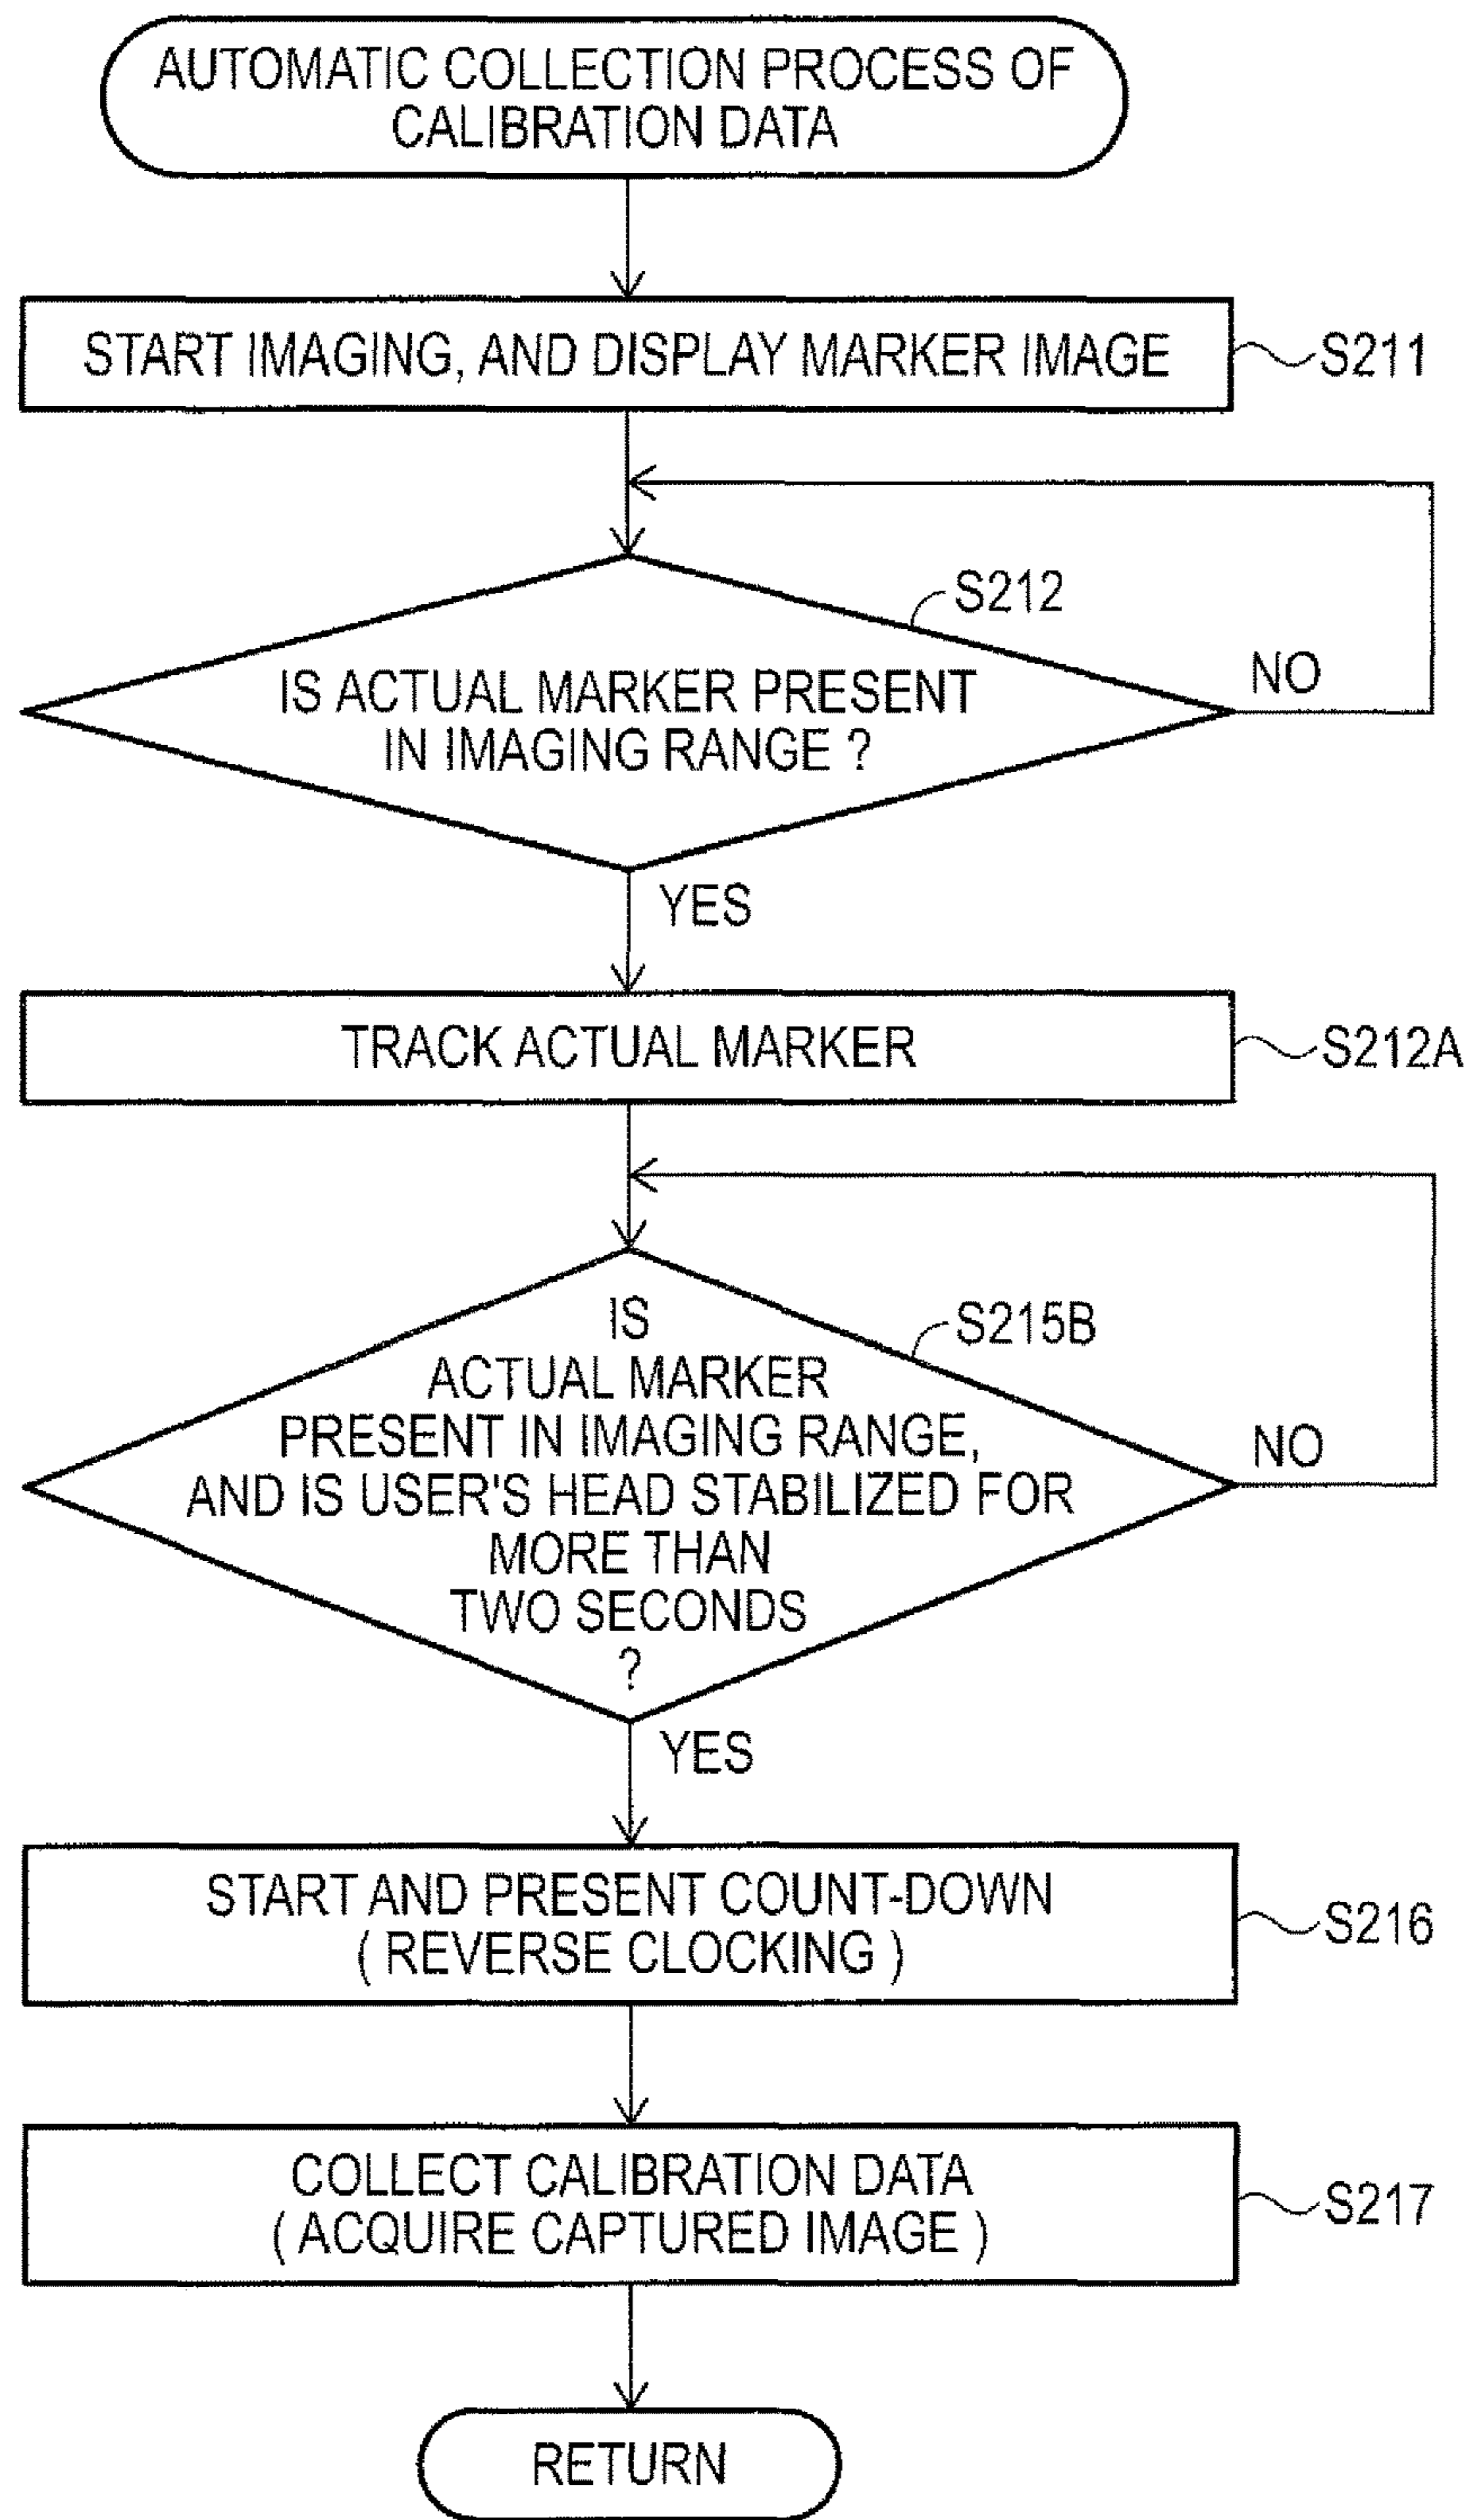 AUTOMATIC COLLECTION PROCESS OF
CALIBRATION DATA
START IMAGING, AND DISPLAY MARKER IMAGE
S211
S212
IS ACTUAL MARKER PRESENT
IN IMAGING RANGE ?
NO
YES
TRACK ACTUAL MARKER
S212A
IS
S215B
ACTUAL MARKER
PRESENT IN IMAGING RANGE,
NO
AND IS USER'S HEAD STABILIZED FOR
MORE THAN
TWO SECONDS
?
YES
START AND PRESENT COUNT-DOWN
( REVERSE CLOCKING )
S216
COLLECT CALIBRATION DATA
( ACQUIRE CAPTURED IMAGE )
S217
RETURN